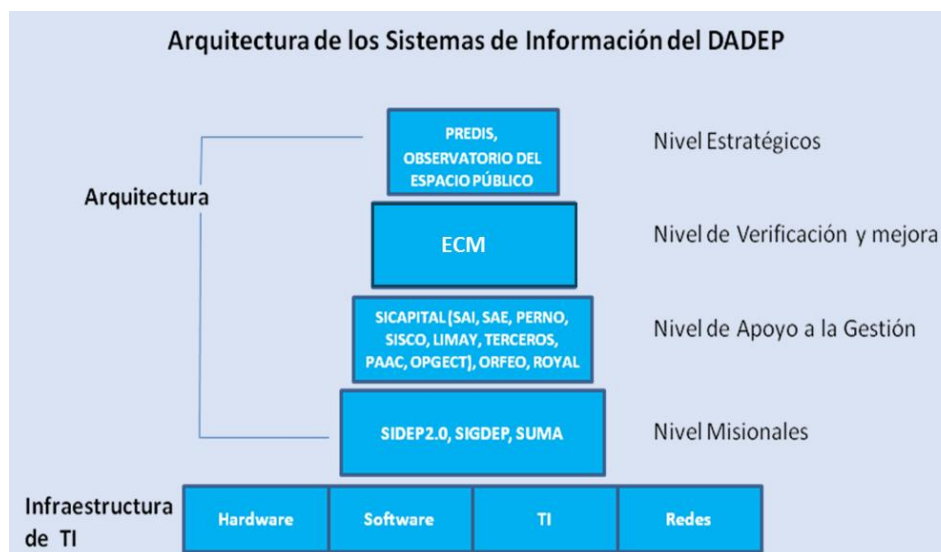 Arquitectura de los Sistemas de Información del DADEP
PREDIS,
OBSERVATORIO DEL
ESPACIO PÚBLICO
Nivel Estratégicos
Arquitectura
ECM
Nivel de Verificación y mejora
SICAPITAL (SAI, SAE, PERNO,
SISCO, LIMAY, TERCEROS,
PAAC, OPGECT), ORFEO, ROYAL
Nivel de Apoyo a la Gestión
SIDEP2.0, SIGDEP, SUMA
Nivel Misionales
Infraestructura
de TI
Hardware
Software
TI
Redes